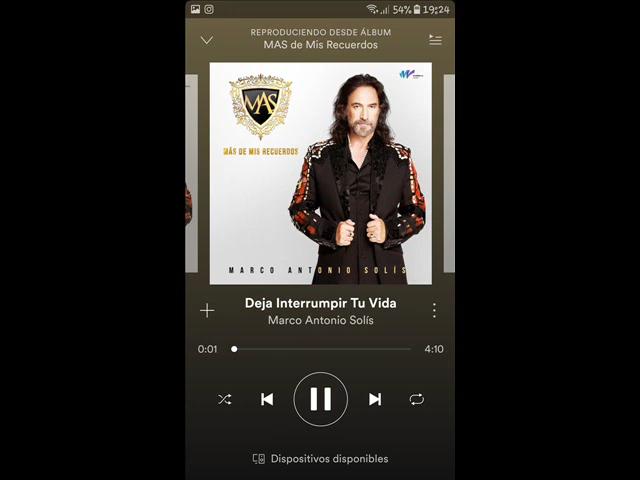 54% 19:24
REPRODUCIENDO DESDE ÁLBUM
MAS de Mis Recuerdos
MAS
MÁS DE MIS RECUERDOS
MARCO ANTONIO SOLÍS
Deja Interrumpir Tu Vida
Marco Antonio Solís
0:01
4:10
Dispositivos disponibles